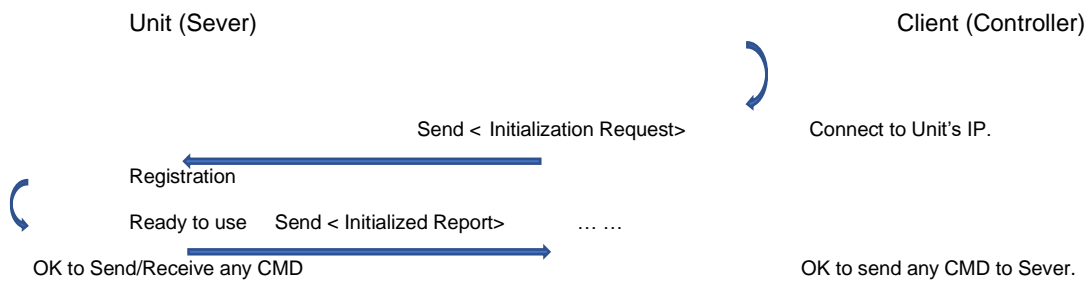 Unit (Sever) Client (Controller)
Send < Initialization Request> Connect to Unit's IP.
Registration
Ready to use Send < Initialized Report> … …
OK to Send/Receive any CMD OK to send any CMD to Sever.